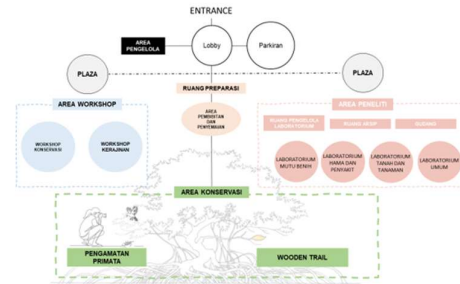 ENTRANCE
AREA
PENGELOLA
Lobby
Parkiran
PLAZA
PLAZA
RUANG PREPARASI
AREA WORKSHOP
AREA PENELITI
AREA
PEMBIBITAN
DAN
PENYEMAIAN
WORKSHOP
KONSERVASI
WORKSHOP
KERAJINAN
RUANG PENGELOLA
LABORATORIUM
RUANG ARSIP
GUDANG
LABORATORIUM
MUTU BENIH
LABORATORIUM
HAMA DAN
PENYAKIT
LABORATORIUM
TANAH DAN
TANAMAN
LABORATORIUM
UMUM
AREA KONSERVASI
PENGAMATAN
PRIMATA
WOODEN TRAIL